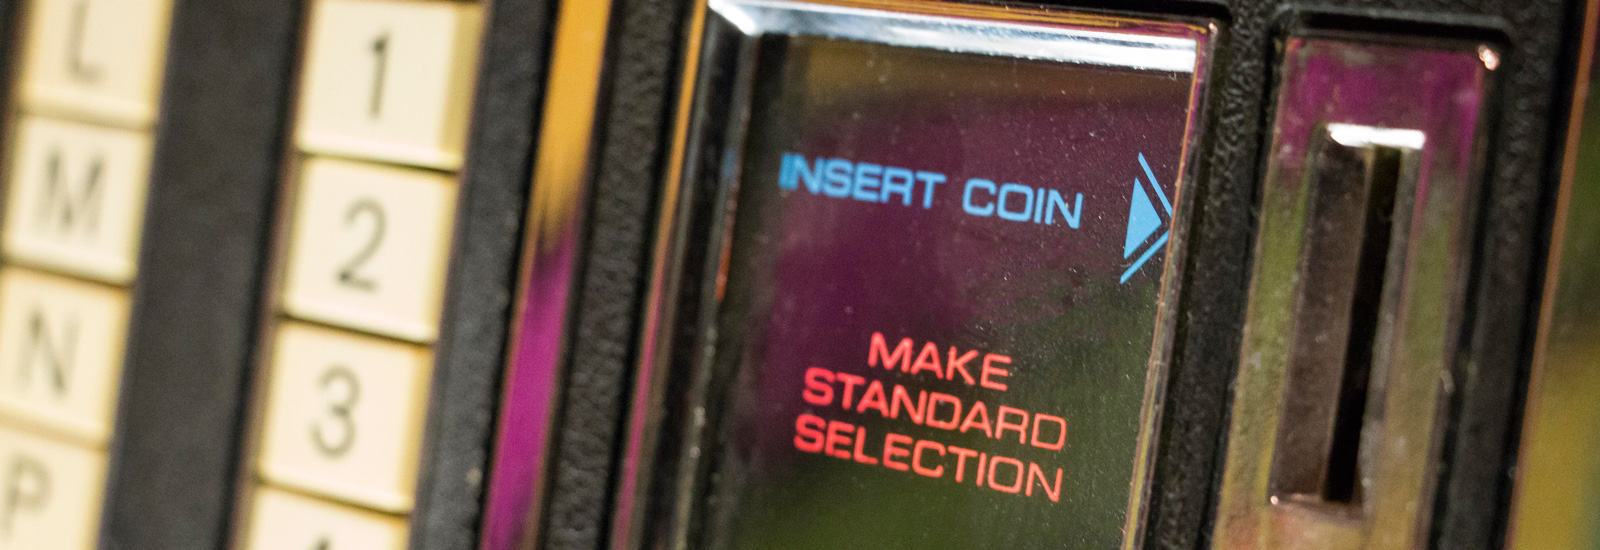 L
M
N
P
1
2
3
INSERT COIN
MAKE
STANDARD
SELECTION